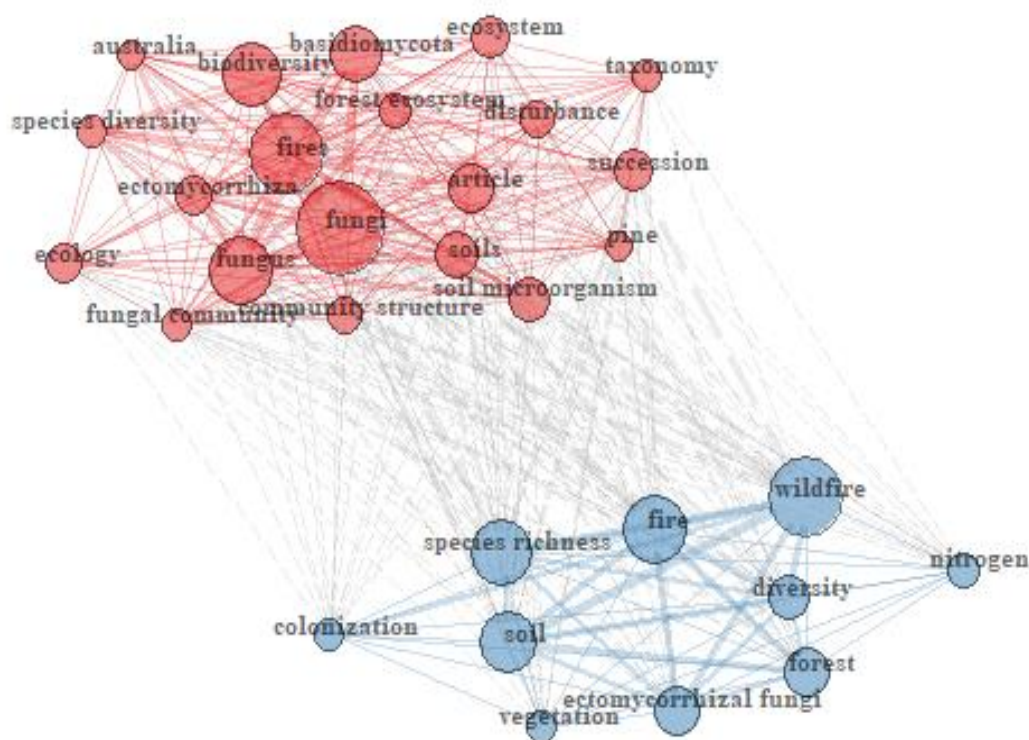 ecosystem
australia
basidiomycota
biodiversity
taxonomy
forest ecosystem
disturbance
species diversity
fires
succession
article
ectomycorrhiza
fungi
pine
ecology
fungus
soils
soil microorganism
fungal community
community structure
wildfire
fire
species richness
nitrogen
diversity
colonization
soil
forest
ectomycorrhizal fungi
vegetation